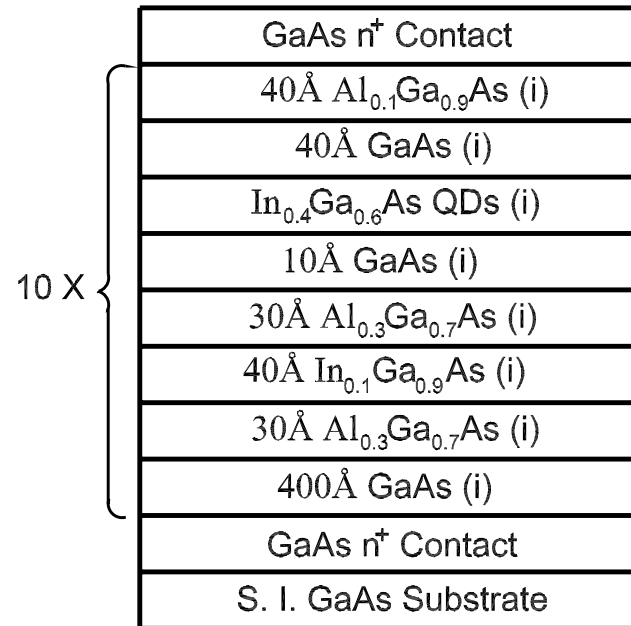 GaAs n⁺ Contact
40Å Al₀.₁Ga₀.₉As (i)
40Å GaAs (i)
In₀.₄Ga₀.₆As QDs (i)
10Å GaAs (i)
10 X
30Å Al₀.₃Ga₀.₇As (i)
40Å In₀.₁Ga₀.₉As (i)
30Å Al₀.₃Ga₀.₇As (i)
400Å GaAs (i)
GaAs n⁺ Contact
S. I. GaAs Substrate